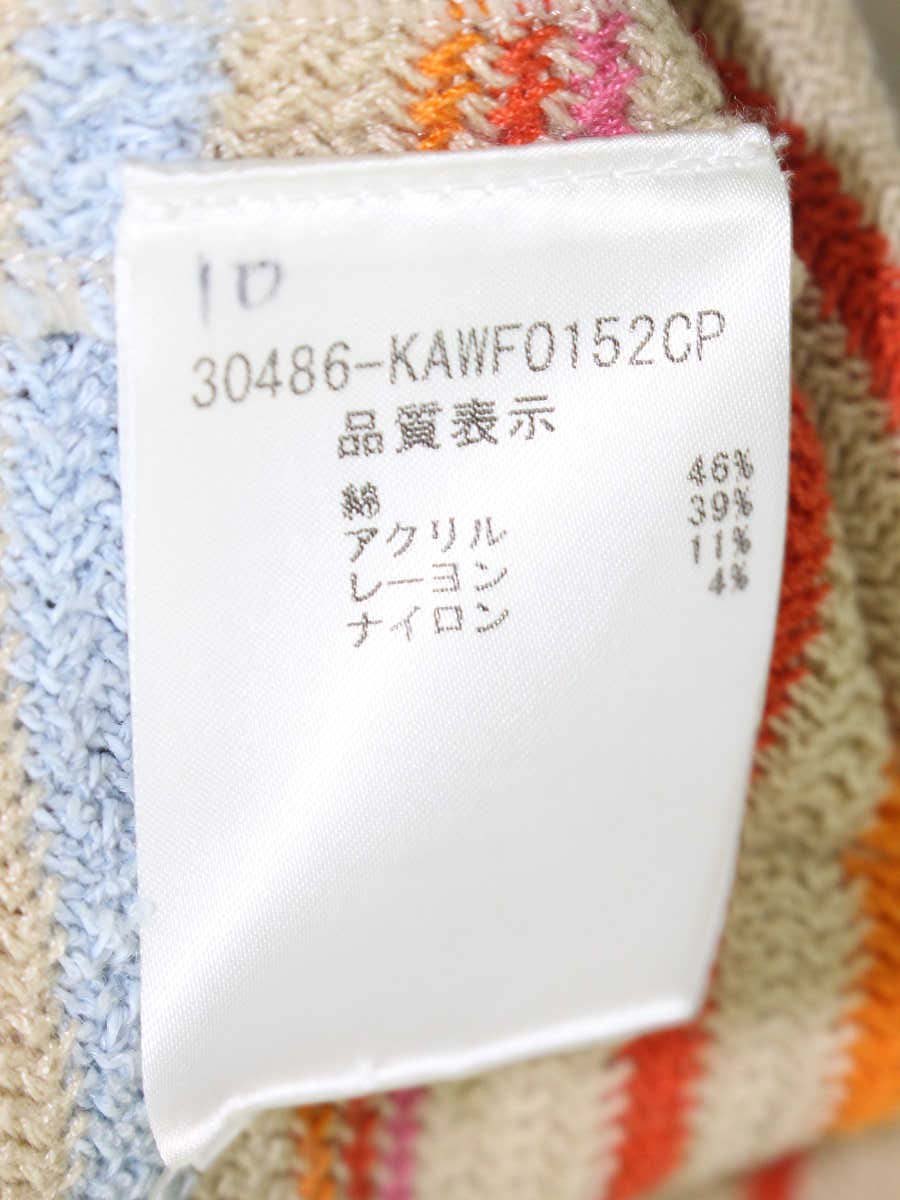 10
30486-KAWF0152CP
品質表示
綿 46%
アクリル 39%
レーヨン 11%
ナイロン 4%